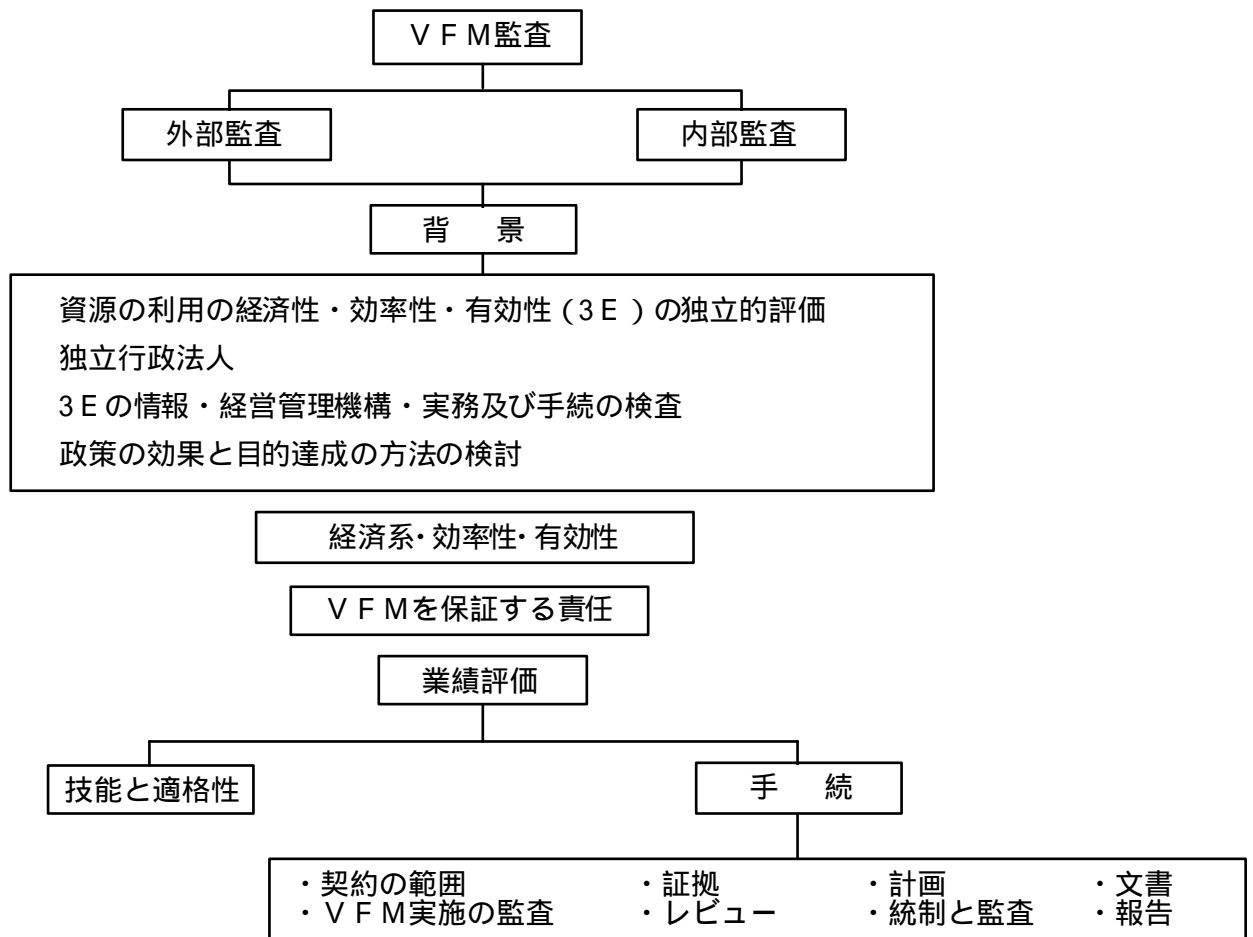 VFM監査
外部監査
内部監査
背 景
資源の利用の経済性・効率性・有効性(3E)の独立的評価
独立行政法人
3Eの情報・経営管理機構・実務及び手続の検査
政策の効果と目的達成の方法の検討
経済系・効率性・有効性
VFMを保証する責任
業績評価
技能と適格性
手 続
・契約の範囲 ・証拠 ・計画 ・文書
・VFM実施の監査 ・レビュー ・統制と監査 ・報告